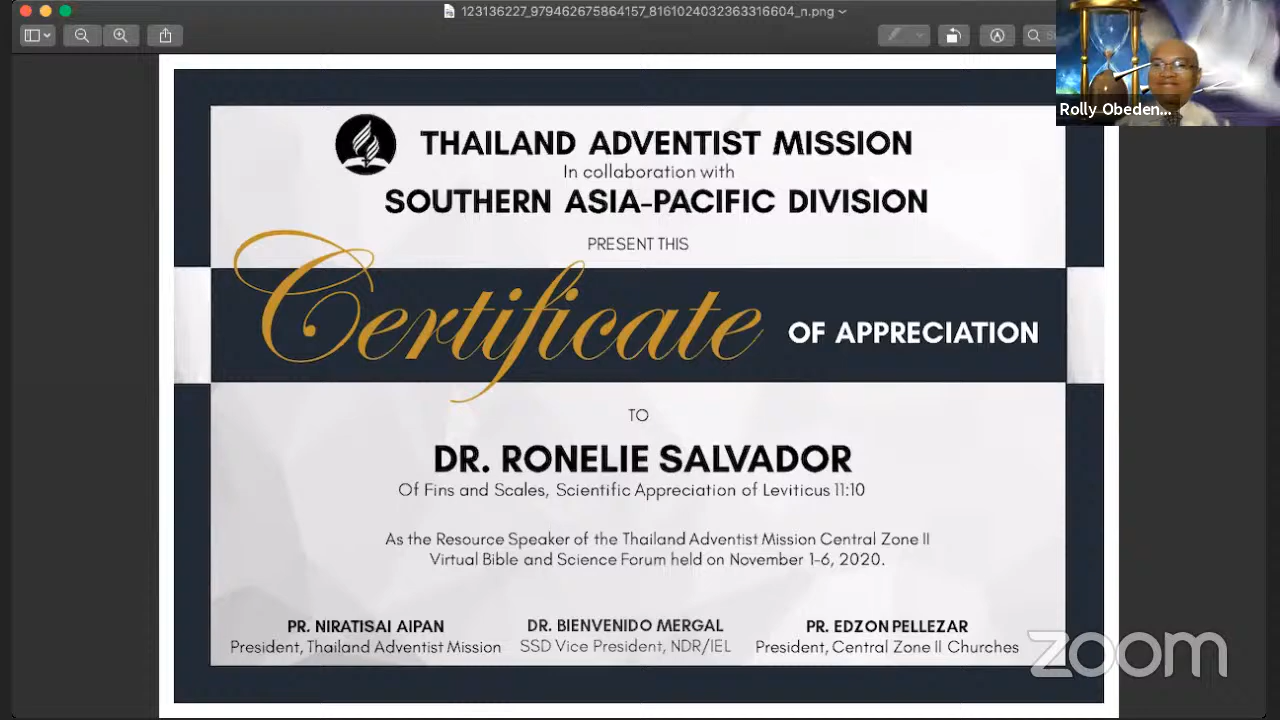 123136227_979462675864157_8161024032363316604_n.png
Rolly Obeden...
THAILAND ADVENTIST MISSION
In collaboration with
SOUTHERN ASIA-PACIFIC DIVISION
PRESENT THIS
Certificate OF APPRECIATION
TO
DR. RONELIE SALVADOR
Of Fins and Scales, Scientific Appreciation of Leviticus 11:10
As the Resource Speaker of the Thailand Adventist Mission Central Zone II
Virtual Bible and Science Forum held on November 1-6, 2020.
PR. NIRATISAI AIPAN DR. BIENVENIDO MERGAL PR. EDZON PELLEZAR
President, Thailand Adventist Mission SSD Vice President, NDR/IEL President, Central Zone II Churches
zoom